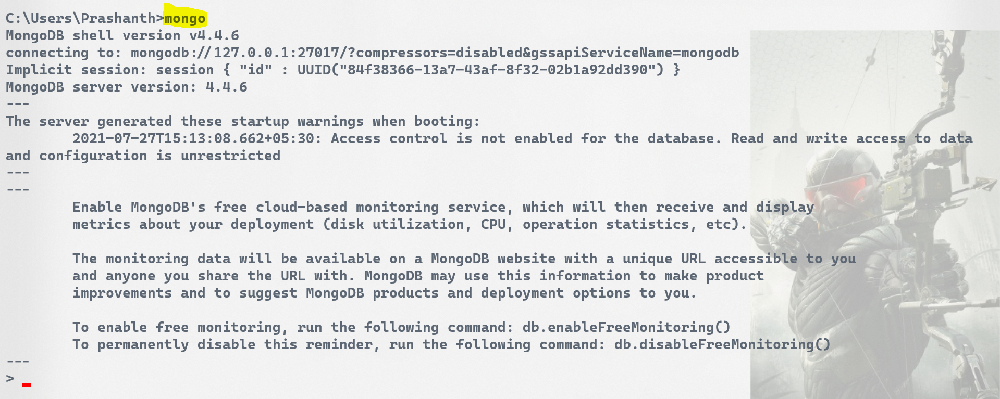 C:\Users\Prashanth>mongo
MongoDB shell version v4.4.6
connecting to: mongodb://127.0.0.1:27017/?compressors=disabled&gssapiServiceName=mongodb
Implicit session: session { "id" : UUID("84f38366-13a7-43af-8f32-02b1a92dd390") }
MongoDB server version: 4.4.6
---
The server generated these startup warnings when booting:
        2021-07-27T15:13:08.662+05:30: Access control is not enabled for the database. Read and write access to data
and configuration is unrestricted
---
---
        Enable MongoDB's free cloud-based monitoring service, which will then receive and display
        metrics about your deployment (disk utilization, CPU, operation statistics, etc).

        The monitoring data will be available on a MongoDB website with a unique URL accessible to you
        and anyone you share the URL with. MongoDB may use this information to make product
        improvements and to suggest MongoDB products and deployment options to you.

        To enable free monitoring, run the following command: db.enableFreeMonitoring()
        To permanently disable this reminder, run the following command: db.disableFreeMonitoring()
---
>